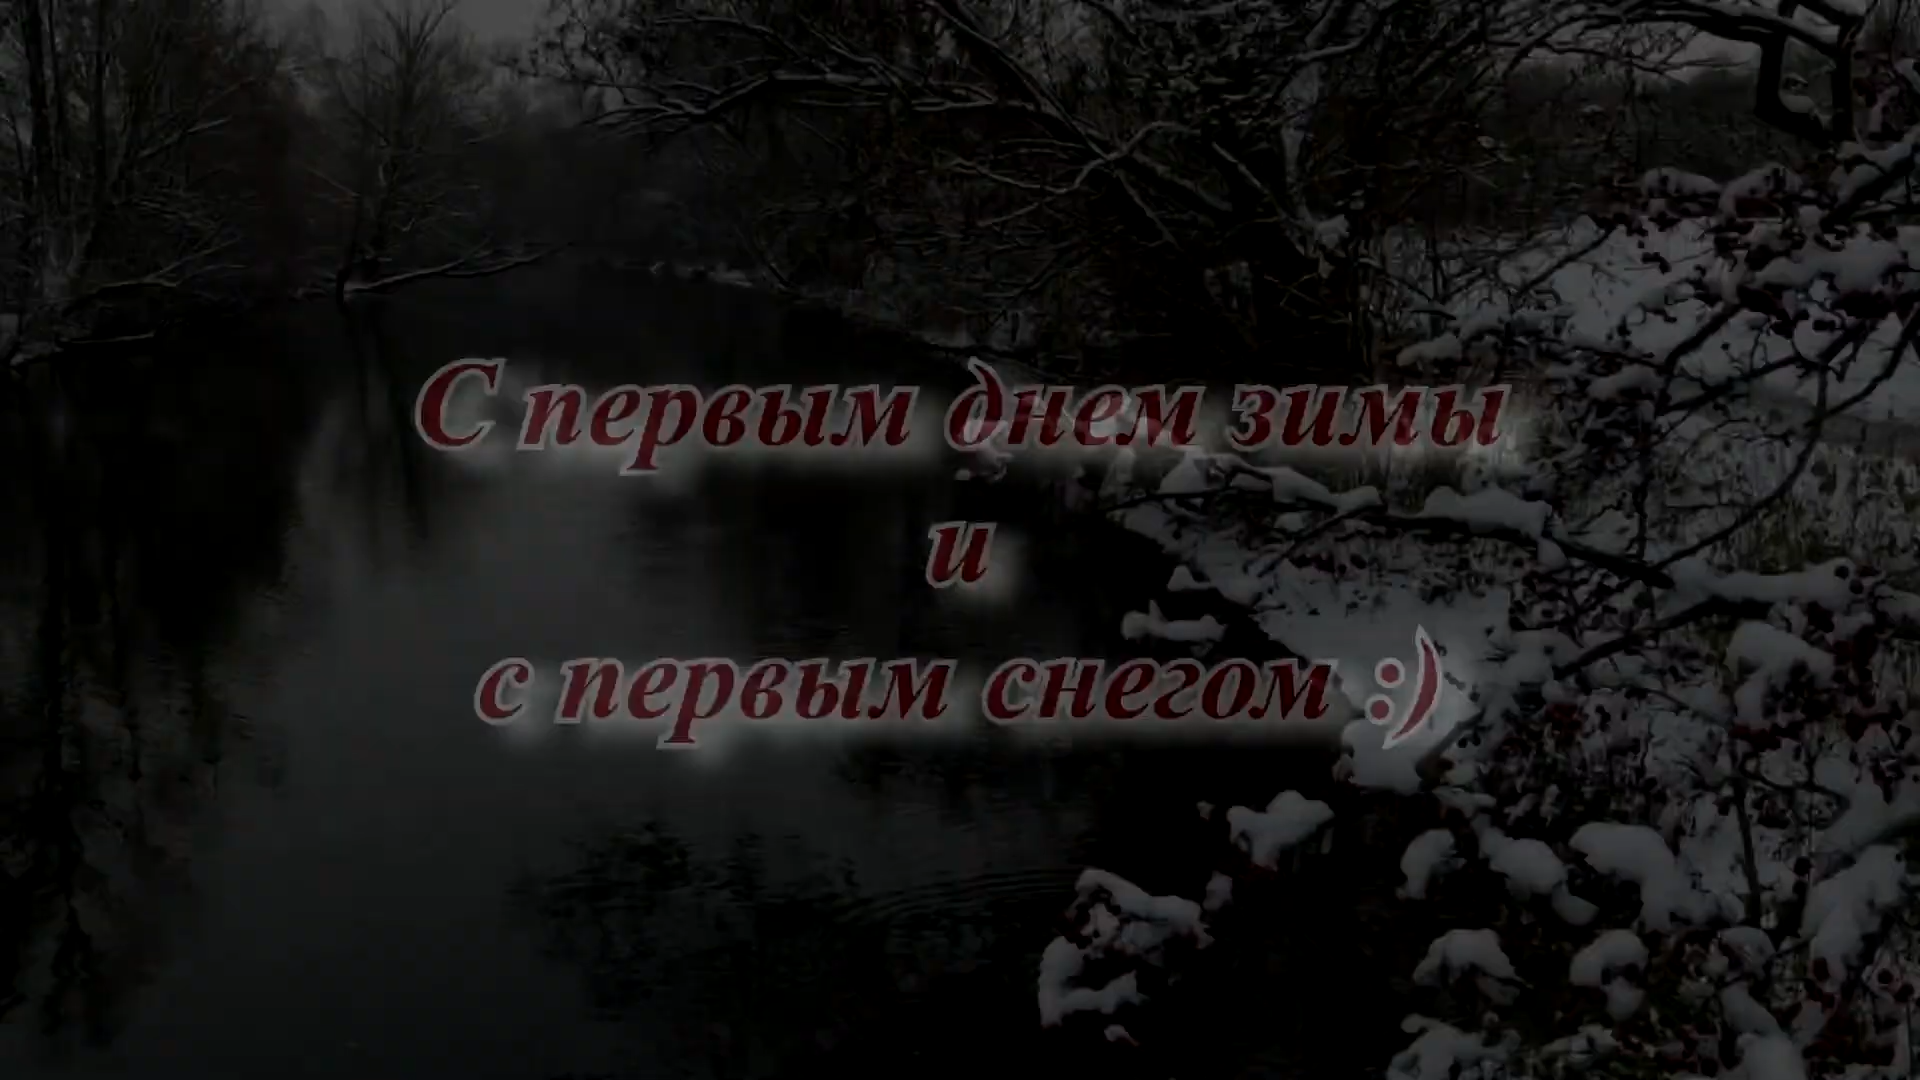 С первым днем зимы
и
с первым снегом :)